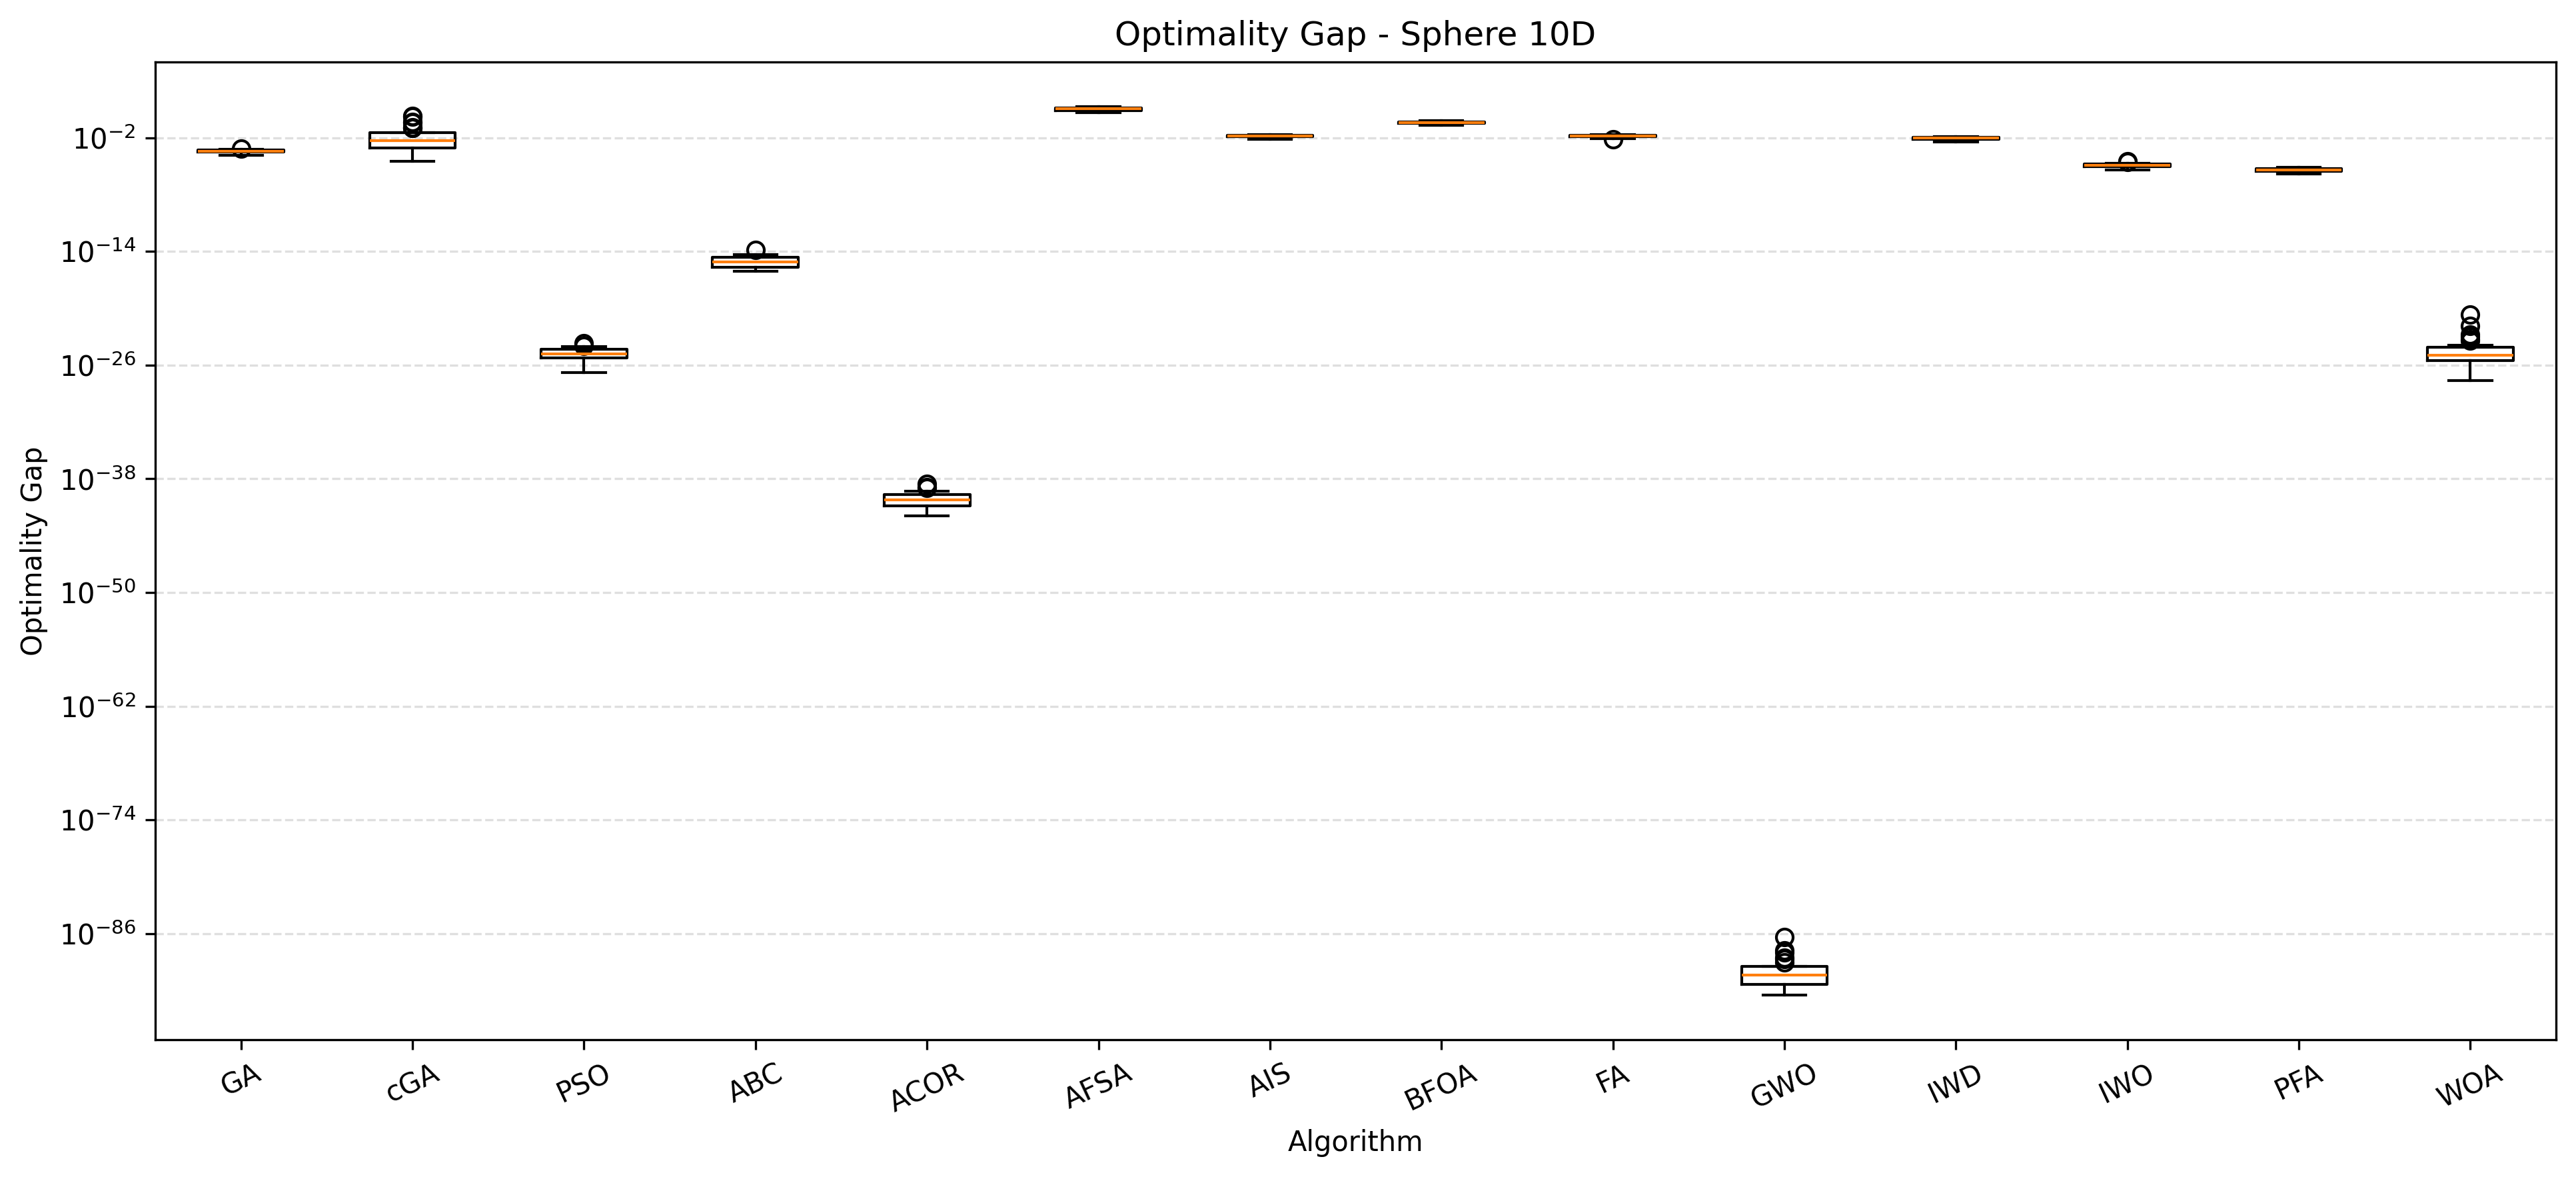 Optimality Gap - Sphere 10D
Optimality Gap
10⁻²
10⁻¹⁴
10⁻²⁶
10⁻³⁸
10⁻⁵⁰
10⁻⁶²
10⁻⁷⁴
10⁻⁸⁶
GA cGA PSO ABC ACOR AFSA AIS BFOA FA GWO IWD IWO PFA WOA
Algorithm